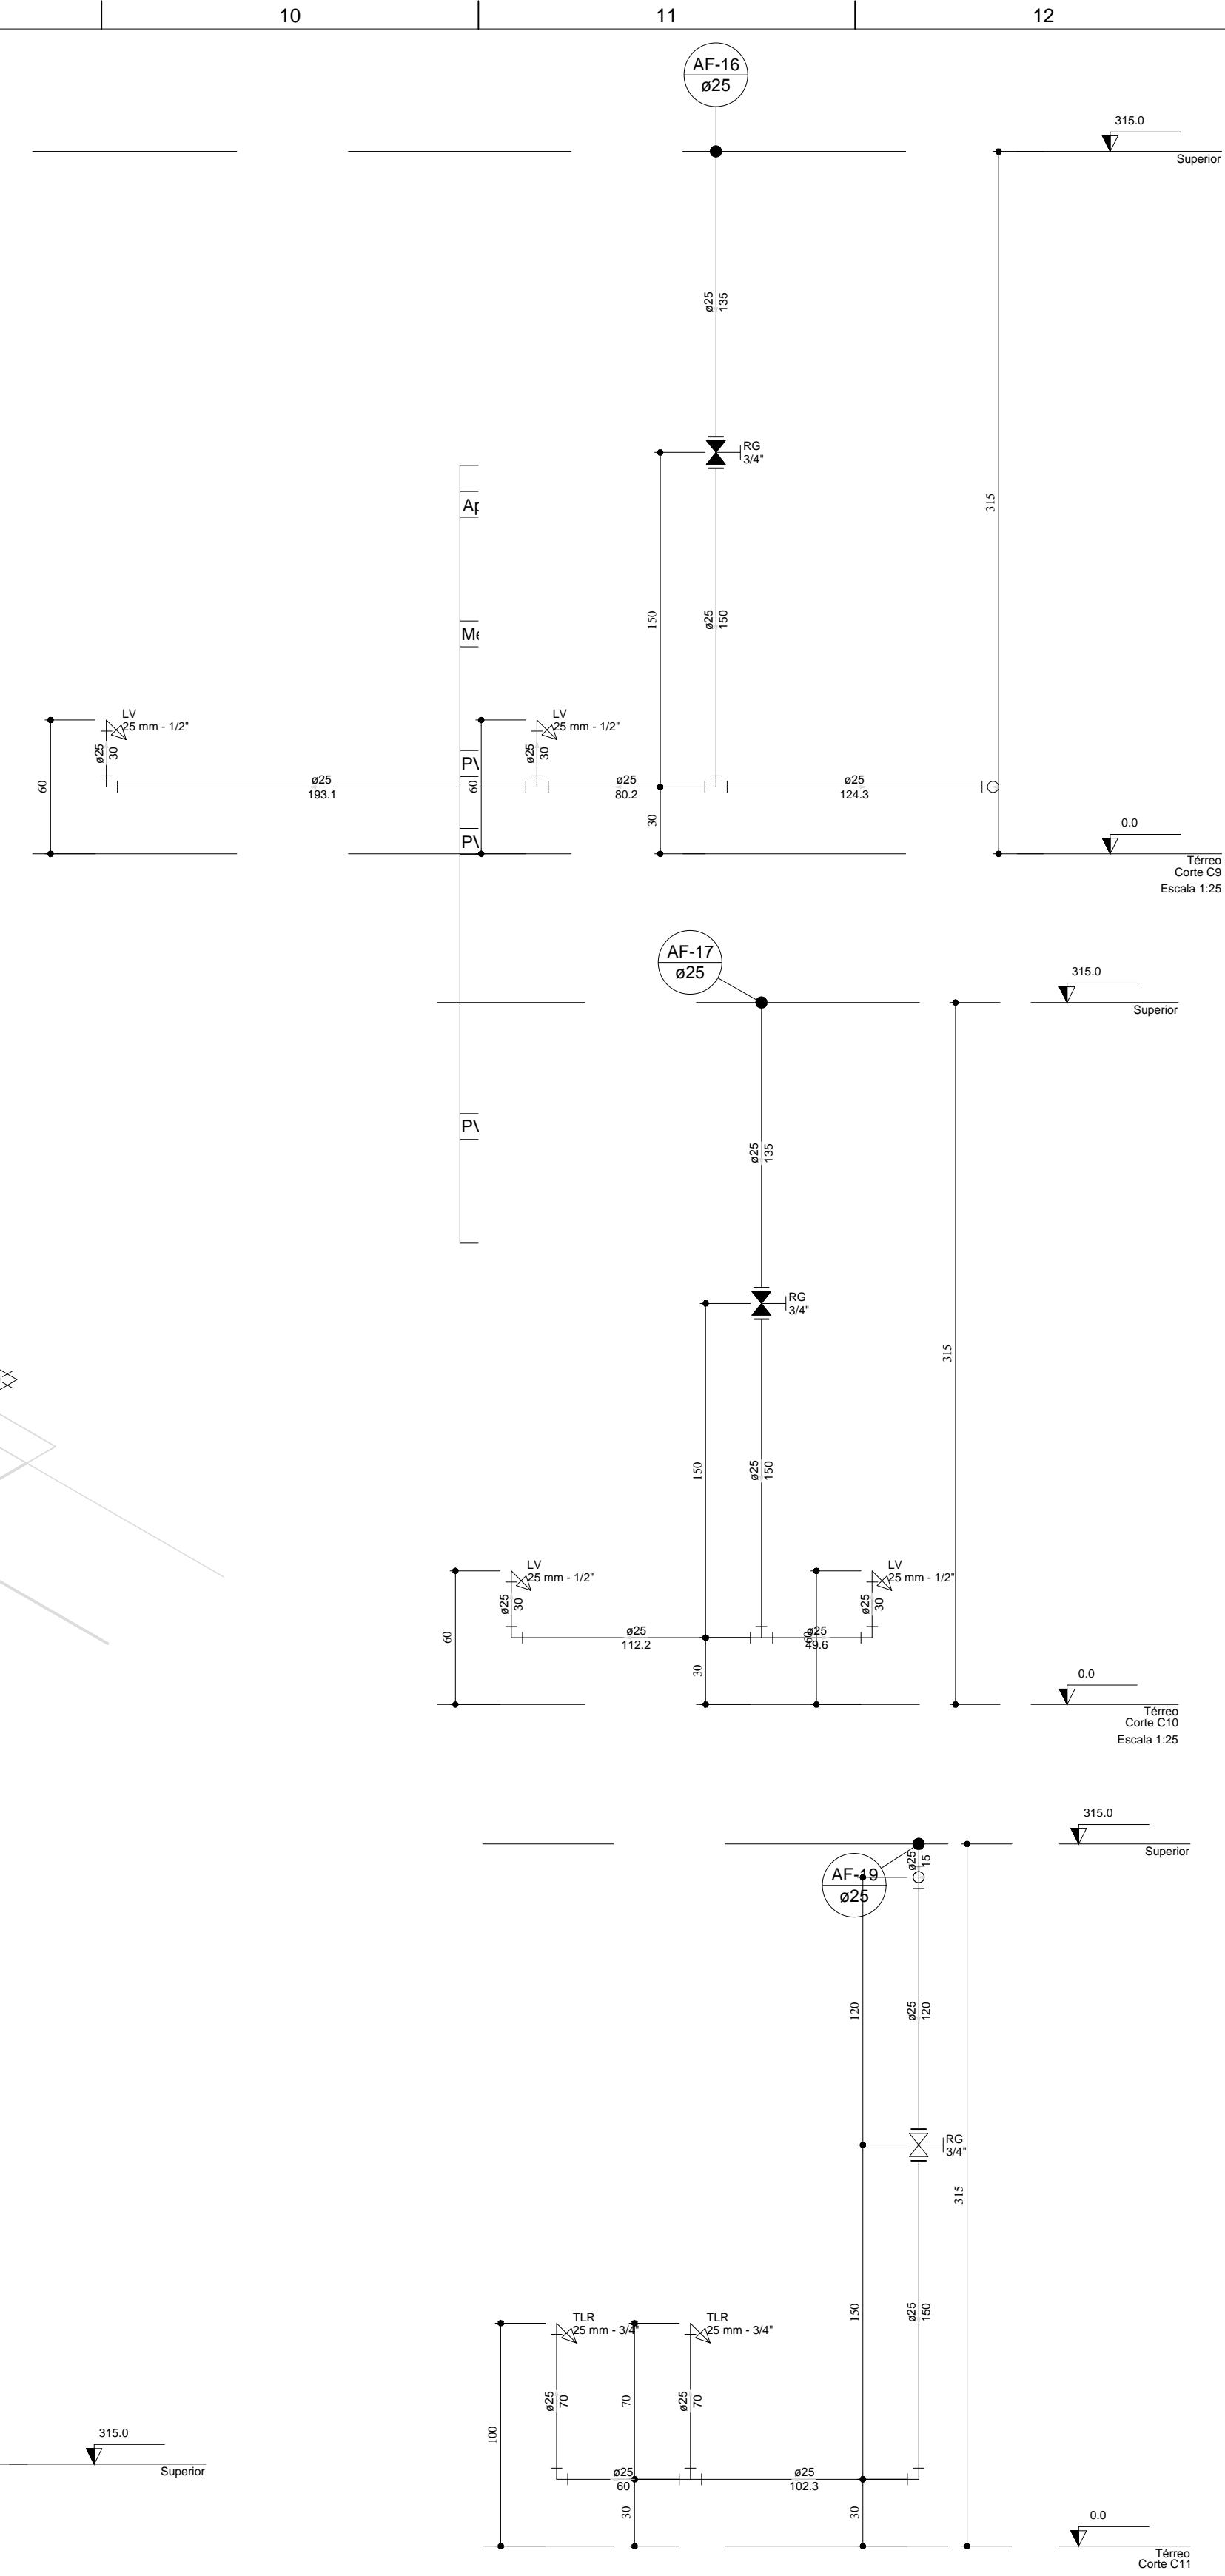 10
11
12
AF-16
ø25
315.0
Superior
ø25
135
RG
3/4"
315
150
ø25
150
LV
25 mm - 1/2"
LV
25 mm - 1/2"
60
ø25
30
60
ø25
30
ø25
193.1
ø25
80.2
ø25
124.3
30
0.0
Térreo
Corte C9
Escala 1:25
AF-17
ø25
315.0
Superior
ø25
135
RG
3/4"
315
150
ø25
150
LV
25 mm - 1/2"
LV
25 mm - 1/2"
60
ø25
30
60
ø25
30
ø25
112.2
ø25
49.6
30
0.0
Térreo
Corte C10
Escala 1:25
315.0
Superior
ø25
15
AF-19
ø25
120
ø25
120
RG
3/4"
315
150
ø25
150
TLR
25 mm - 3/4"
TLR
25 mm - 3/4"
100
ø25
70
70
ø25
70
ø25
60
ø25
102.3
30
30
315.0
Superior
0.0
Térreo
Corte C11